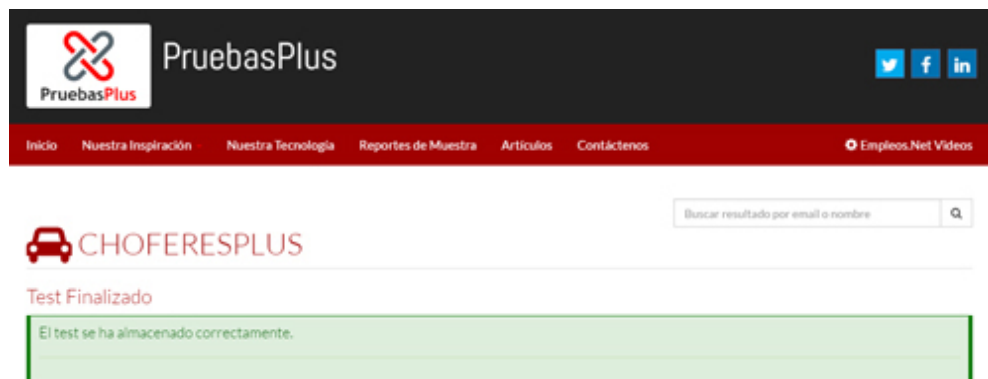 PruebasPlus
PruebasPlus
Inicio Nuestra Inspiración Nuestra Tecnología Reportes de Muestra Artículos Contáctenos Empleos.Net Videos
Buscar resultado por email o nombre
CHOFERESPLUS
Test Finalizado
El test se ha almacenado correctamente.